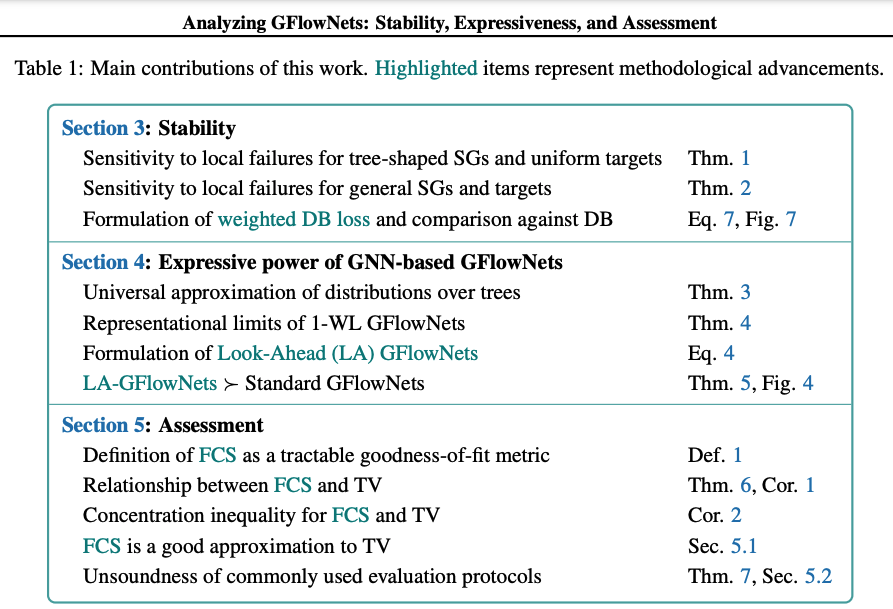 Analyzing GFlowNets: Stability, Expressiveness, and Assessment
Table 1: Main contributions of this work. Highlighted items represent methodological advancements.
Section 3: Stability
Sensitivity to local failures for tree-shaped SGs and uniform targets Thm. 1
Sensitivity to local failures for general SGs and targets Thm. 2
Formulation of weighted DB loss and comparison against DB Eq. 7, Fig. 7
Section 4: Expressive power of GNN-based GFlowNets
Universal approximation of distributions over trees Thm. 3
Representational limits of 1-WL GFlowNets Thm. 4
Formulation of Look-Ahead (LA) GFlowNets Eq. 4
LA-GFlowNets ≻ Standard GFlowNets Thm. 5, Fig. 4
Section 5: Assessment
Definition of FCS as a tractable goodness-of-fit metric Def. 1
Relationship between FCS and TV Thm. 6, Cor. 1
Concentration inequality for FCS and TV Cor. 2
FCS is a good approximation to TV Sec. 5.1
Unsoundness of commonly used evaluation protocols Thm. 7, Sec. 5.2